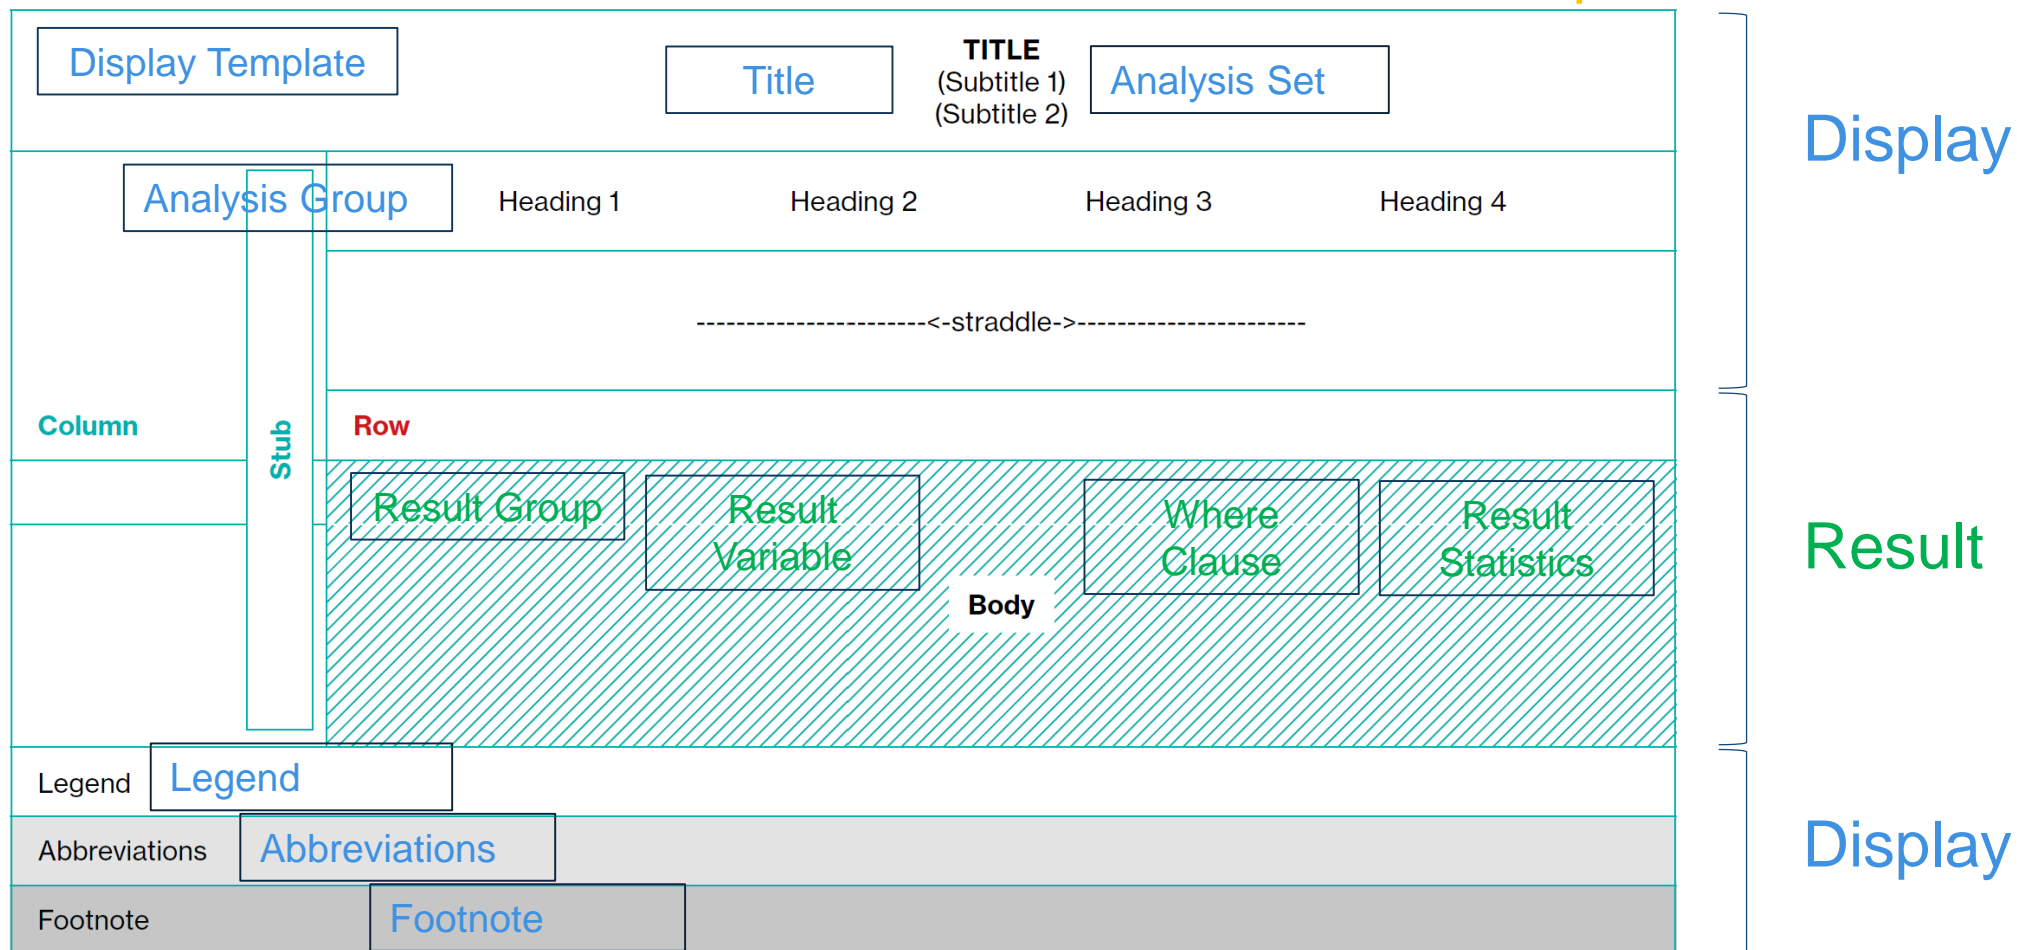 Display Template
Title
TITLE
(Subtitle 1)
(Subtitle 2)
Analysis Set
Display
Analysis Group
Heading 1
Heading 2
Heading 3
Heading 4
-----------------------<-straddle->-----------------------
Column
Stub
Row
Result Group
Result
Variable
Where
Clause
Result
Statistics
Result
Body
Legend
Legend
Abbreviations
Abbreviations
Display
Footnote
Footnote